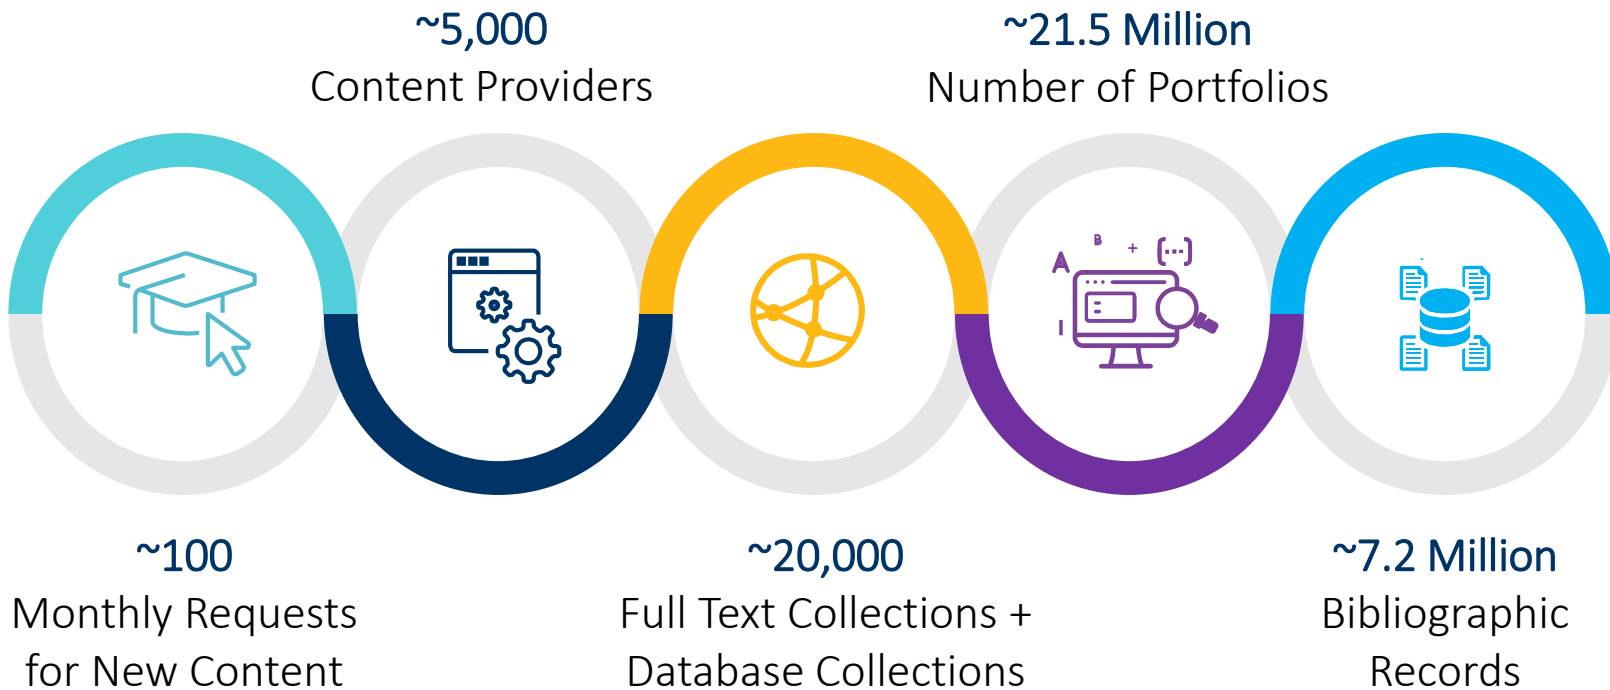 ~5,000
Content Providers
~21.5 Million
Number of Portfolios
A
B
+
{...}
I
~100
Monthly Requests
for New Content
~20,000
Full Text Collections +
Database Collections
~7.2 Million
Bibliographic
Records